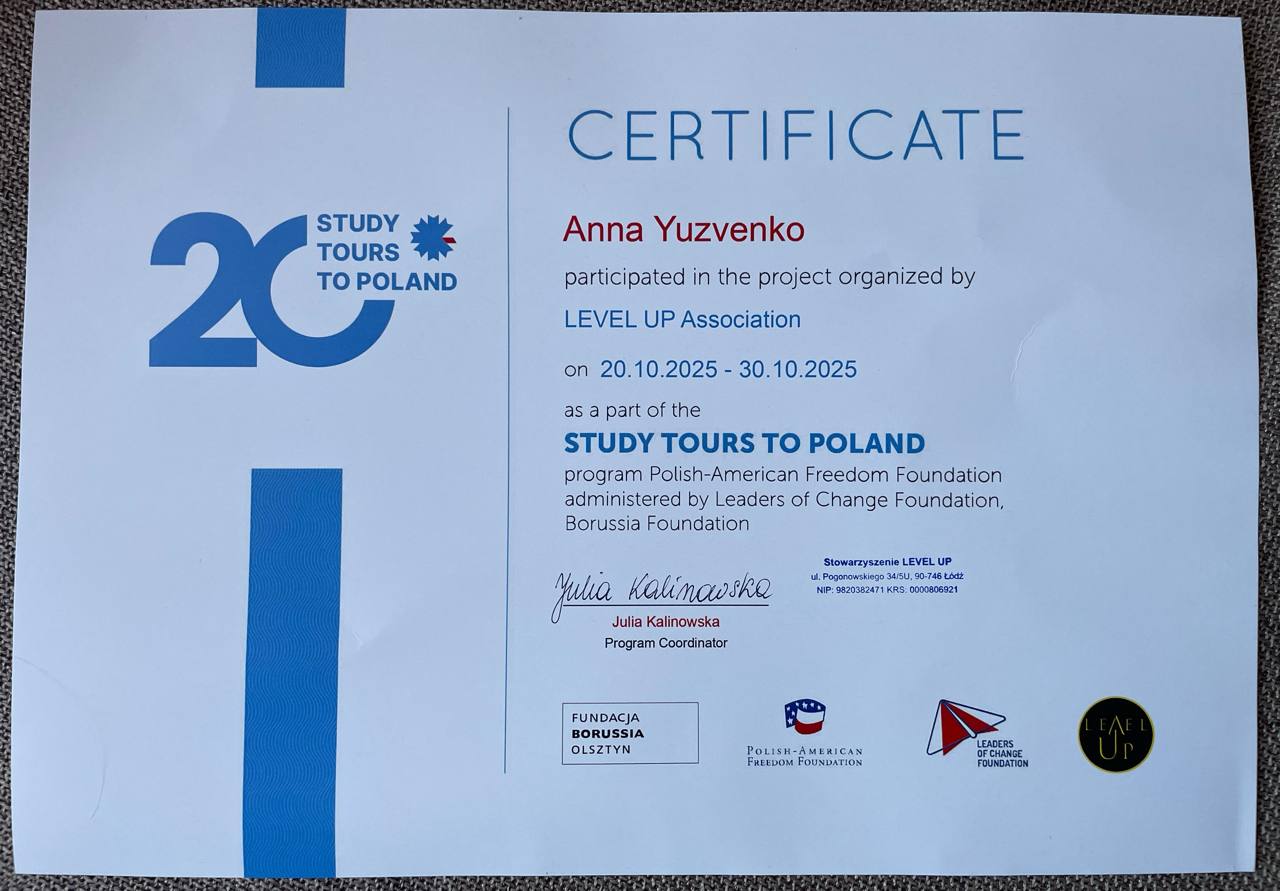 20 STUDY
TOURS
TO POLAND
CERTIFICATE
Anna Yuzvenko
participated in the project organized by
LEVEL UP Association
on 20.10.2025 - 30.10.2025
as a part of the
STUDY TOURS TO POLAND
program Polish-American Freedom Foundation
administered by Leaders of Change Foundation,
Borussia Foundation
Julia Kalinowska
Julia Kalinowska
Program Coordinator
Stowarzyszenie LEVEL UP
ul. Pogonowskiego 34/5U, 90-746 Łódź
NIP: 9820382471 KRS: 0000806921
FUNDACJA
BORUSSIA
OLSZTYN
POLISH-AMERICAN
FREEDOM FOUNDATION
LEADERS
OF CHANGE
FOUNDATION
LEVEL
UP